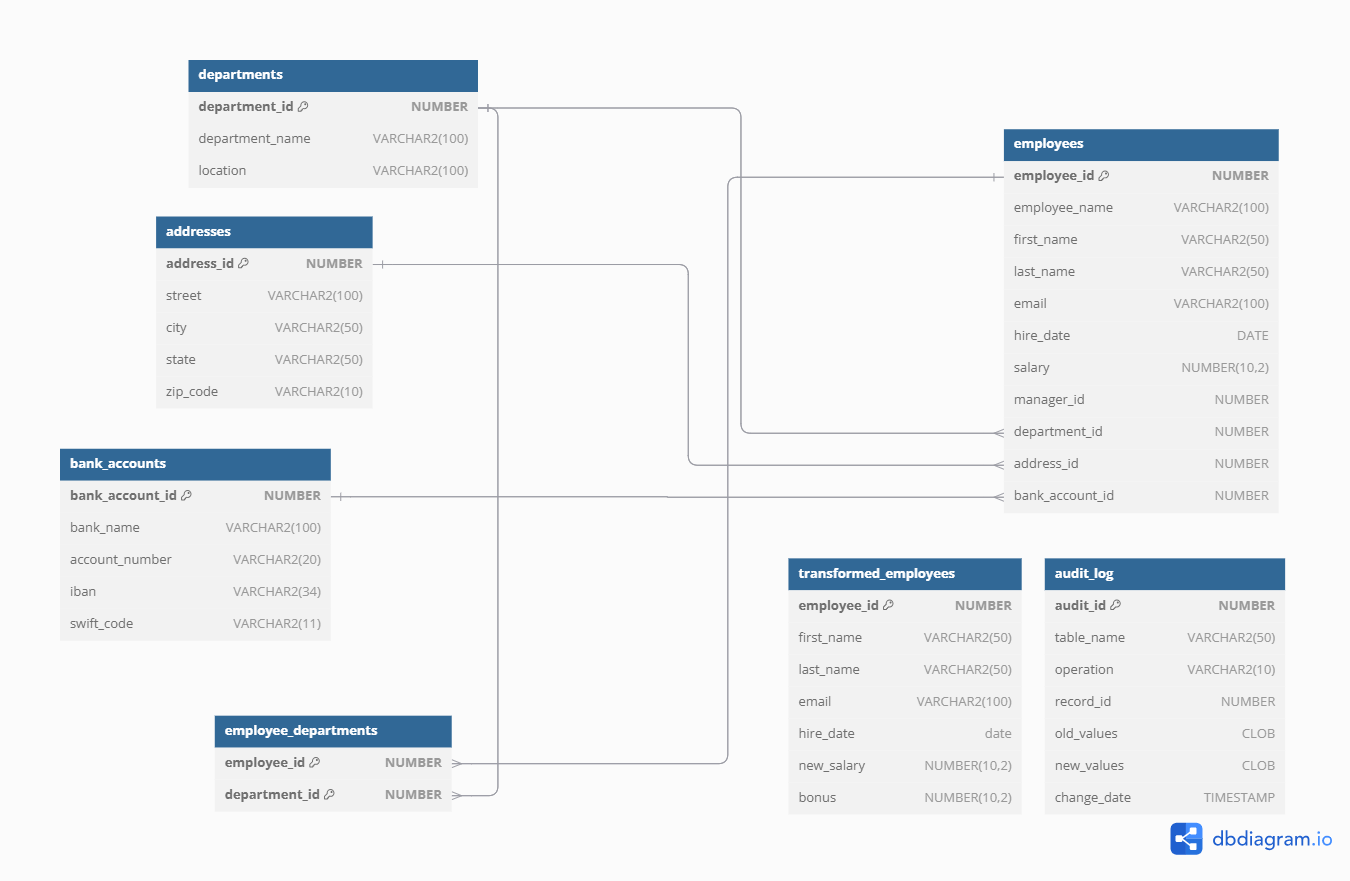 departments
department_id NUMBER
department_name VARCHAR2(100)
location VARCHAR2(100)
addresses
address_id NUMBER
street VARCHAR2(100)
city VARCHAR2(50)
state VARCHAR2(50)
zip_code VARCHAR2(10)
bank_accounts
bank_account_id NUMBER
bank_name VARCHAR2(100)
account_number VARCHAR2(20)
iban VARCHAR2(34)
swift_code VARCHAR2(11)
employee_departments
employee_id NUMBER
department_id NUMBER
employees
employee_id NUMBER
employee_name VARCHAR2(100)
first_name VARCHAR2(50)
last_name VARCHAR2(50)
email VARCHAR2(100)
hire_date DATE
salary NUMBER(10,2)
manager_id NUMBER
department_id NUMBER
address_id NUMBER
bank_account_id NUMBER
transformed_employees
employee_id NUMBER
first_name VARCHAR2(50)
last_name VARCHAR2(50)
email VARCHAR2(100)
hire_date date
new_salary NUMBER(10,2)
bonus NUMBER(10,2)
audit_log
audit_id NUMBER
table_name VARCHAR2(50)
operation VARCHAR2(10)
record_id NUMBER
old_values CLOB
new_values CLOB
change_date TIMESTAMP
dbdiagram.io